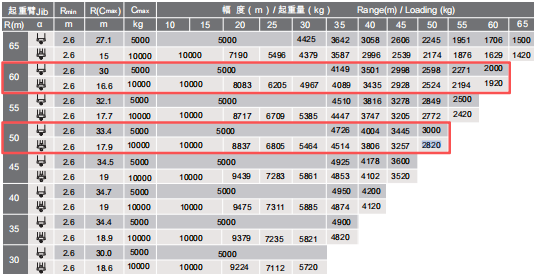 起重臂Jib Rmin R(Cmax) Cmax 幅 度 ( m ) / 起重量 ( kg ) Range(m) / Loading (kg)
R(m) α m m kg 10 15 20 25 30 35 40 45 50 55 60 65
65 2.6 27.1 5000 5000 4425 3642 3058 2606 2245 1951 1706 1500
2.6 15 10000 10000 7190 5496 4379 3587 2996 2539 2174 1876 1629 1420
60 2.6 30 5000 5000 4149 3501 2998 2598 2271 2000
2.6 16.6 10000 10000 8083 6205 4967 4089 3435 2928 2524 2194 1920
55 2.6 32.1 5000 5000 4510 3816 3278 2849 2500
2.6 17.7 10000 10000 8717 6709 5385 4447 3747 3205 2772 2420
50 2.6 33.4 5000 5000 4726 4004 3445 3000
2.6 17.9 10000 10000 8837 6805 5464 4514 3806 3257 2820
45 2.6 34.5 5000 5000 4925 4178 3600
2.6 19 10000 10000 9439 7283 5861 4853 4102 3520
40 2.6 34.7 5000 5000 4950 4200
2.6 19 10000 10000 9475 7311 5885 4874 4120
35 2.6 34.4 5000 5000 4900
2.6 18.9 10000 10000 9379 7235 5821 4820
30 2.6 30.0 5000 5000
2.6 18.6 10000 10000 9224 7112 5720